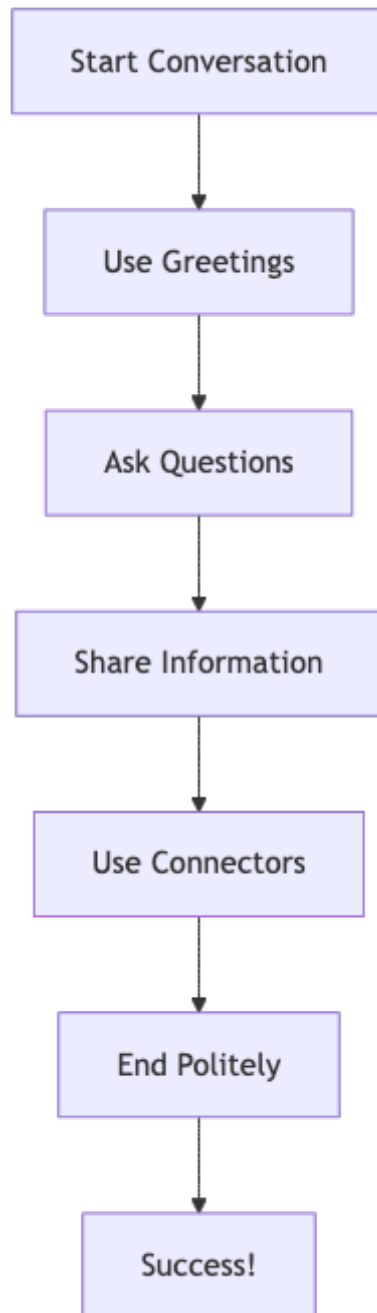 Start Conversation
Use Greetings
Ask Questions
Share Information
Use Connectors
End Politely
Success!